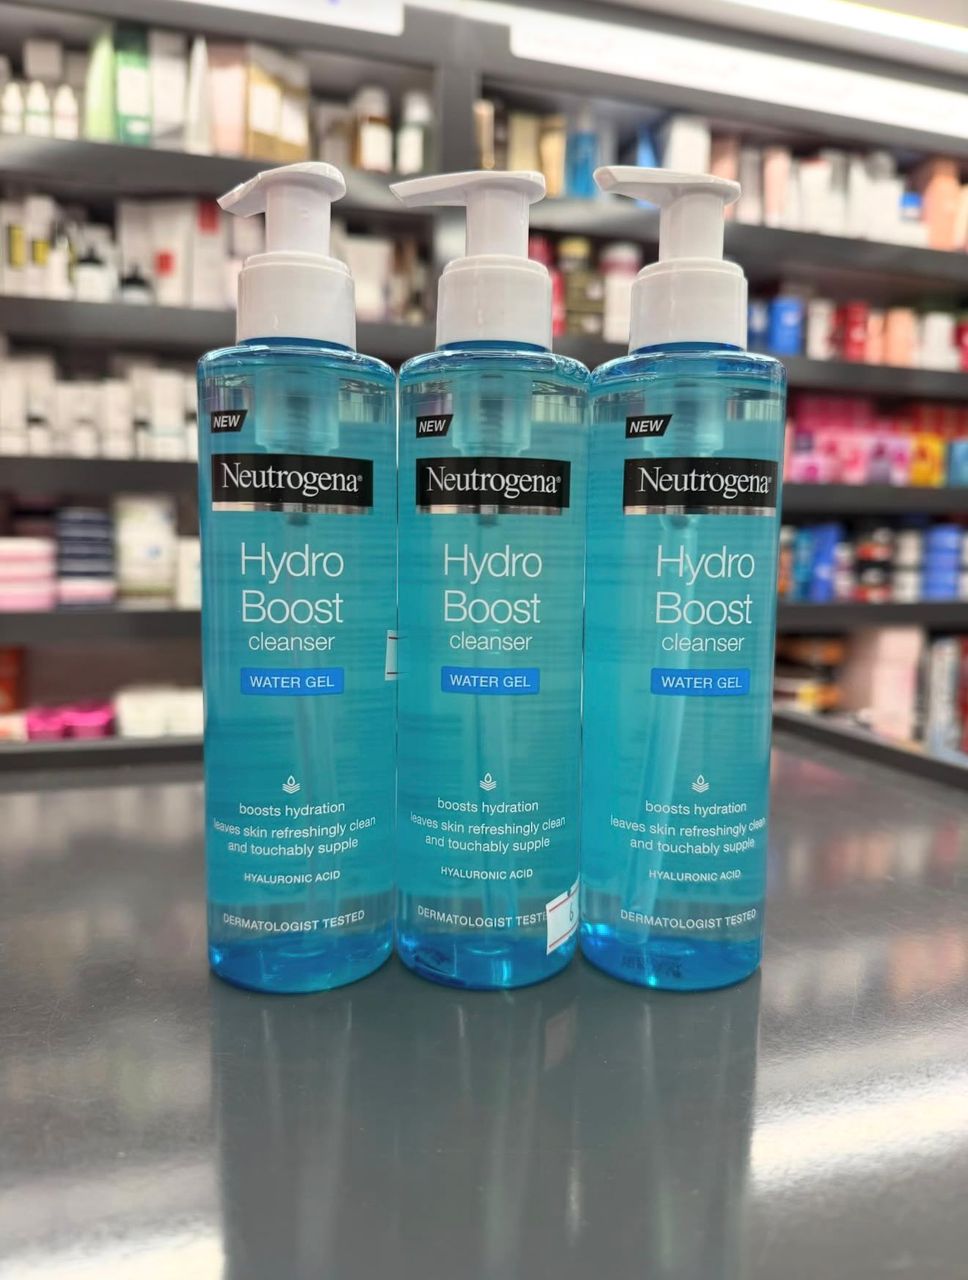 NEW
Neutrogena®
Hydro
Boost
cleanser
WATER GEL
boosts hydration
leaves skin refreshingly clean
and touchably supple
HYALURONIC ACID
DERMATOLOGIST TESTED
NEW
Neutrogena®
Hydro
Boost
cleanser
WATER GEL
boosts hydration
leaves skin refreshingly clean
and touchably supple
HYALURONIC ACID
DERMATOLOGIST TESTE
6
NEW
Neutrogena®
Hydro
Boost
cleanser
WATER GEL
boosts hydration
leaves skin refreshingly clean
and touchably supple
HYALURONIC ACID
DERMATOLOGIST TESTED